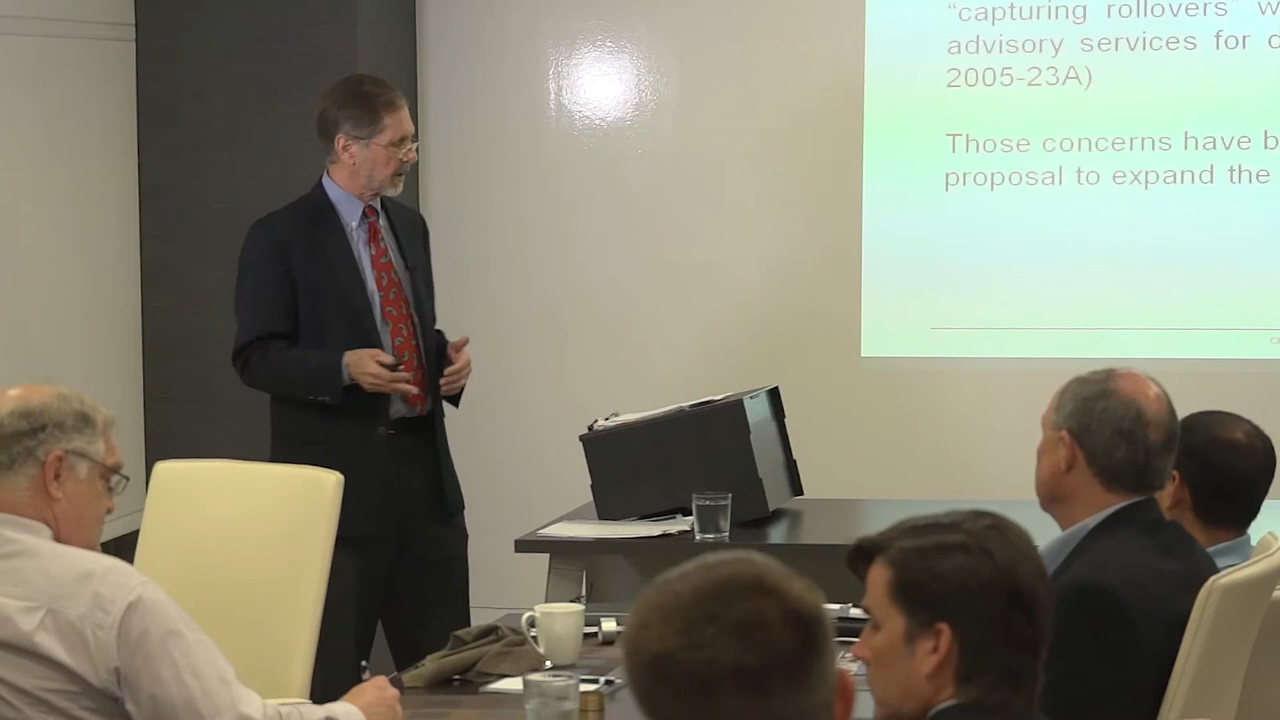 “capturing rollovers” w
advisory services for d
2005-23A)
Those concerns have b
proposal to expand the